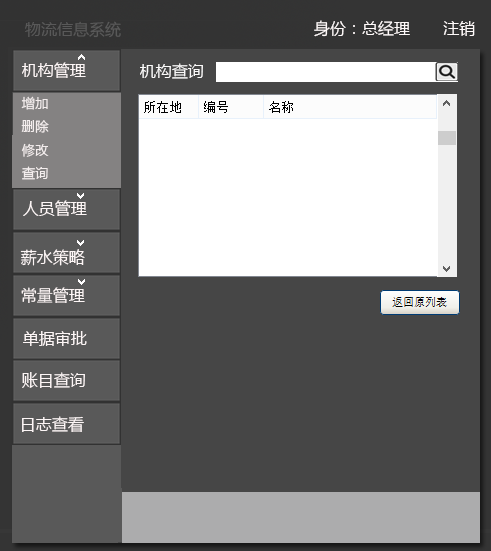 物流信息系统
身份：总经理 注销
机构管理
增加
删除
修改
查询
人员管理
薪水策略
常量管理
单据审批
账目查询
日志查看
机构查询
所在地 编号 名称
返回原列表